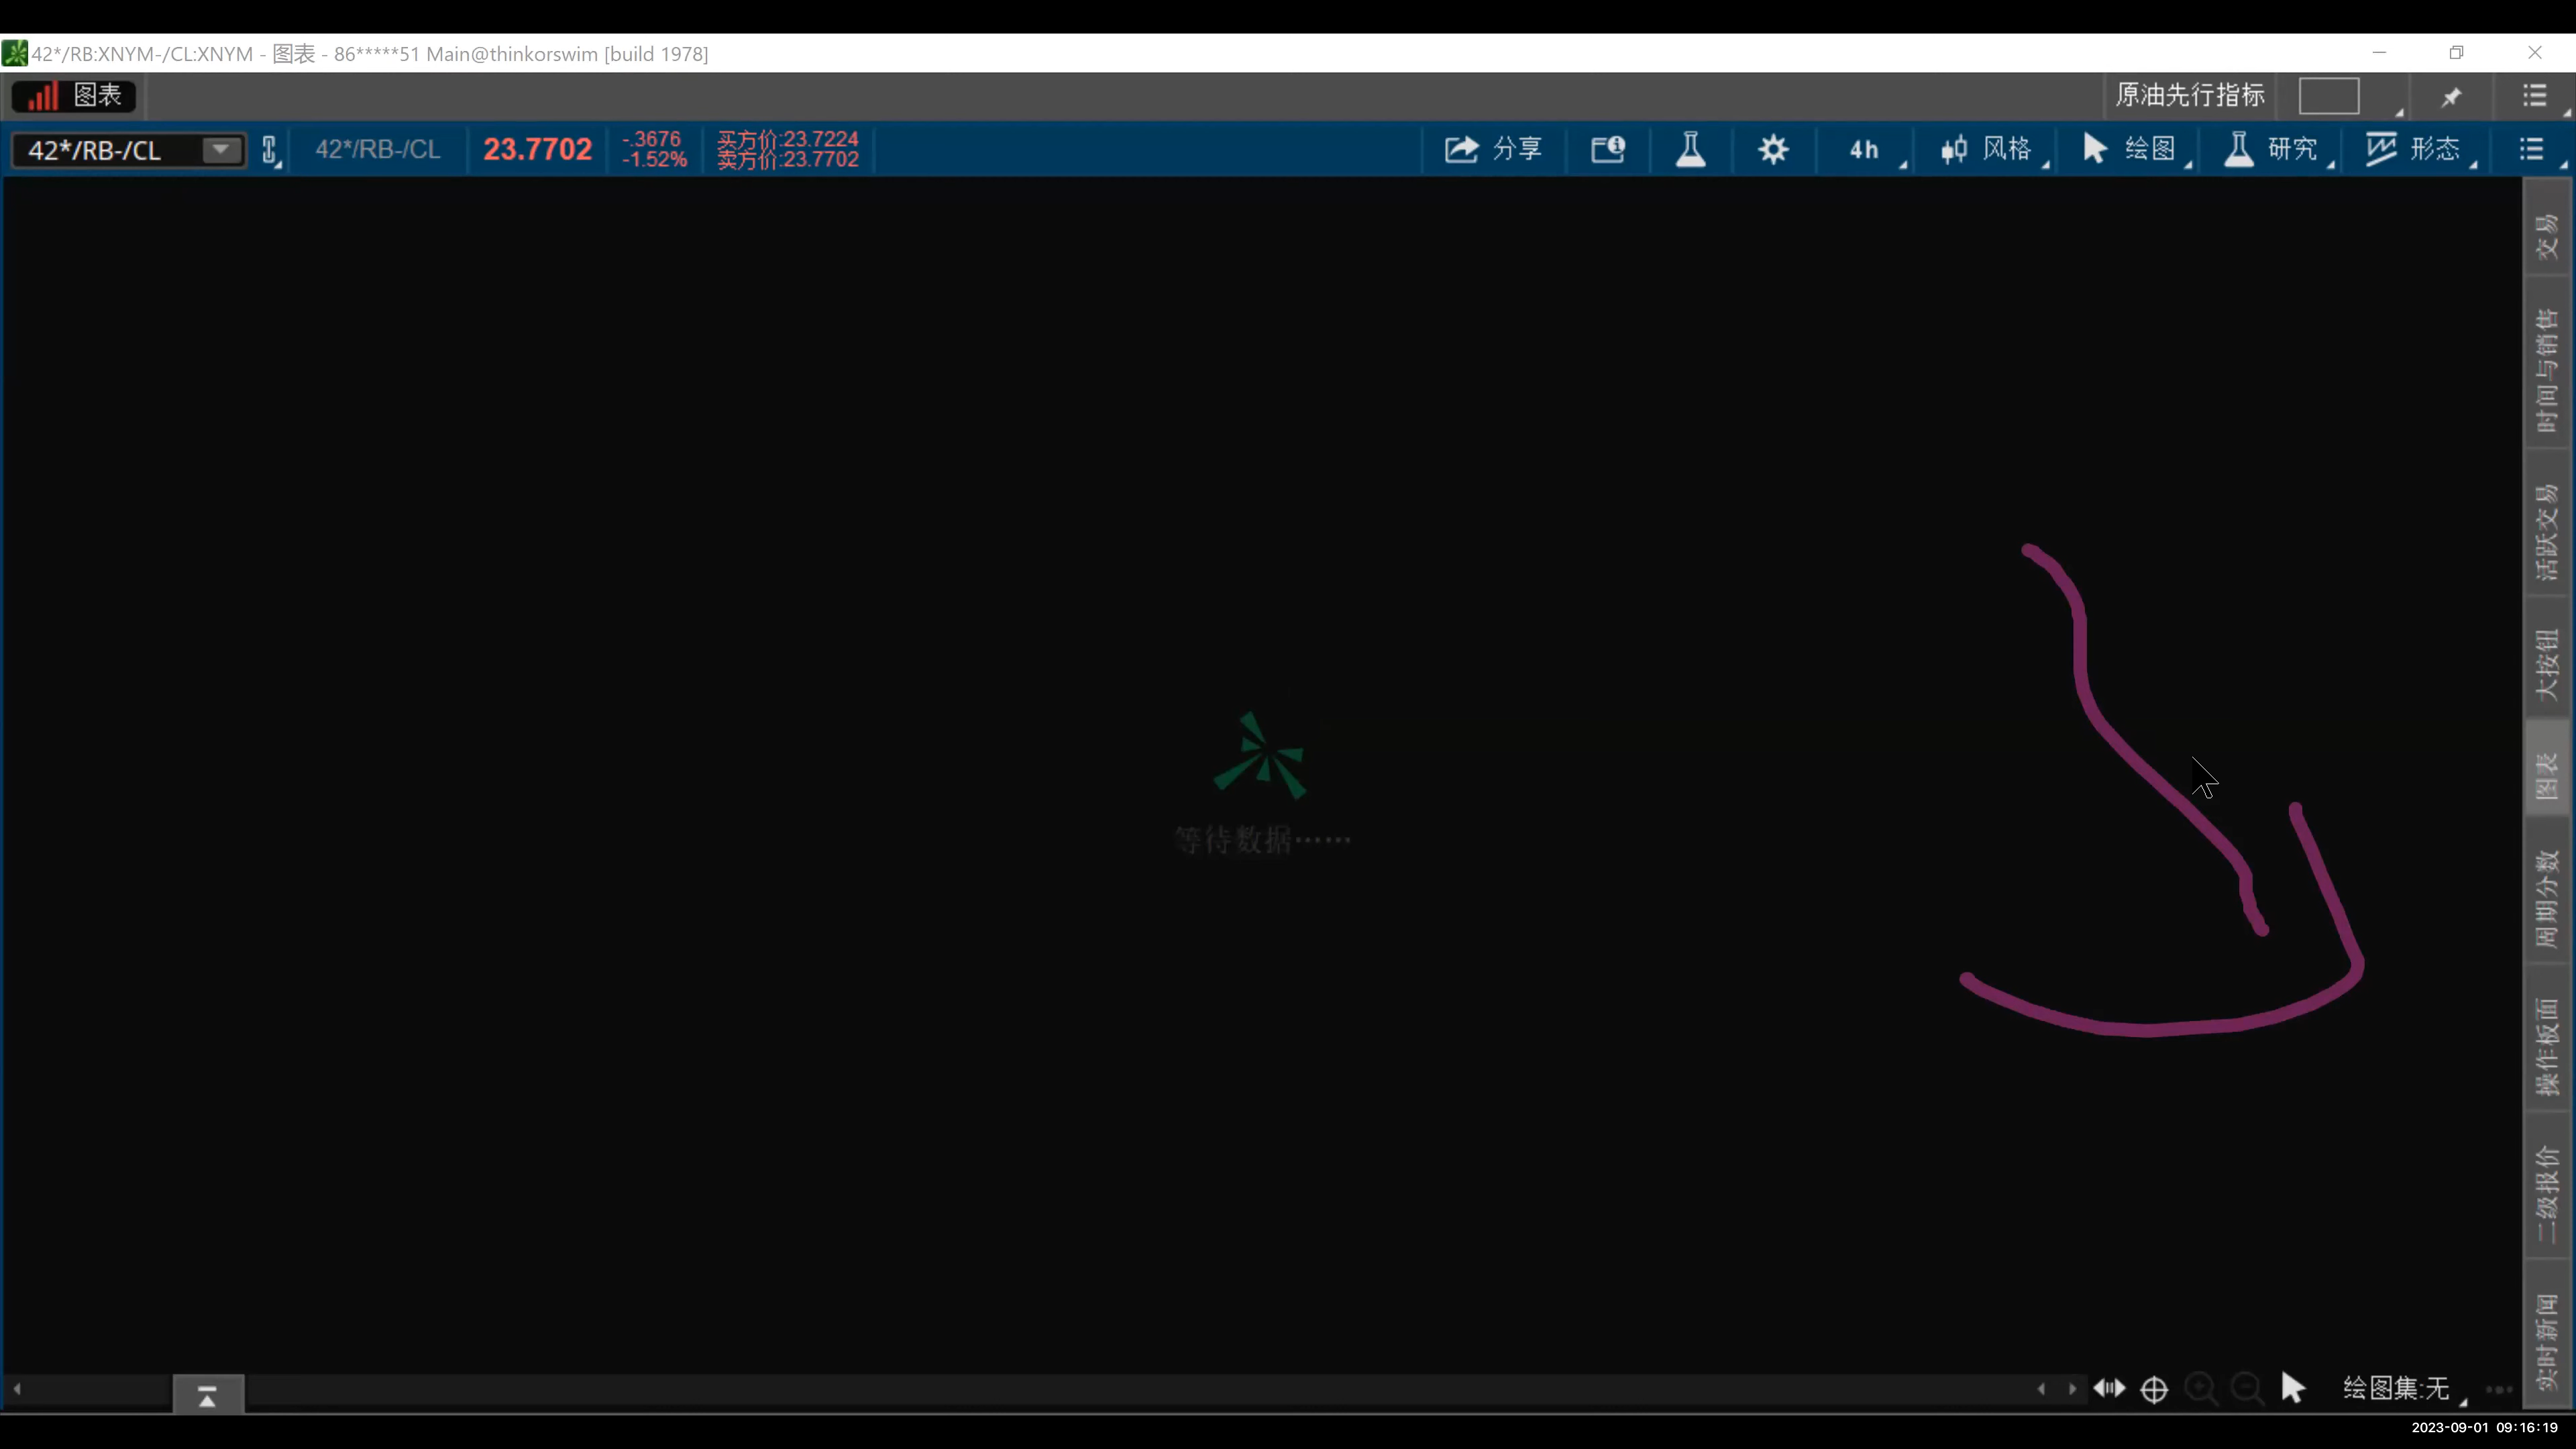 42*/RB:XNYM-/CL:XNYM - 图表 - 86*****51 Main@thinkorswim [build 1978]
图表
原油先行指标
42*/RB-/CL
42*/RB-/CL
23.7702
-.3676
-1.52%
买方价:23.7224
卖方价:23.7702
分享
4h
风格
绘图
研究
形态
交易
时间与销售
活跃交易
大按钮
图表
周期分数
操作板面
二级报价
实时新闻
等待数据……
绘图集:无
2023-09-01 09:16:19